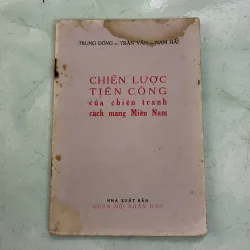 TRUNG DŨNG - TRẦN VÂN - NAM HẢI
CHIẾN LƯỢC
TIẾN CÔNG
của chiến tranh
cách mạng Miền Nam
NHÀ XUẤT BẢN
QUÂN ĐỘI NHÂN DÂN